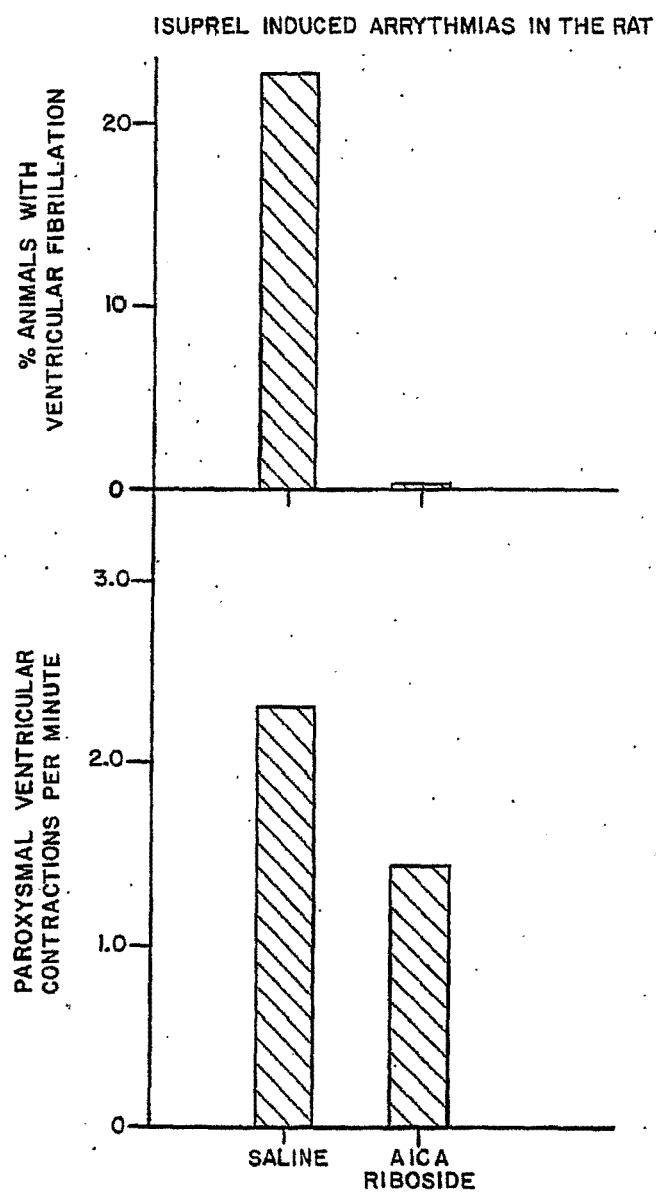 ISUPREL INDUCED ARRYTHMIAS IN THE RAT
% ANIMALS WITH
VENTRICULAR FIBRILLATION
20
10
0
PAROXYSMAL VENTRICULAR
CONTRACTIONS PER MINUTE
3.0
2.0
1.0
0
SALINE
AICA
RIBOSIDE